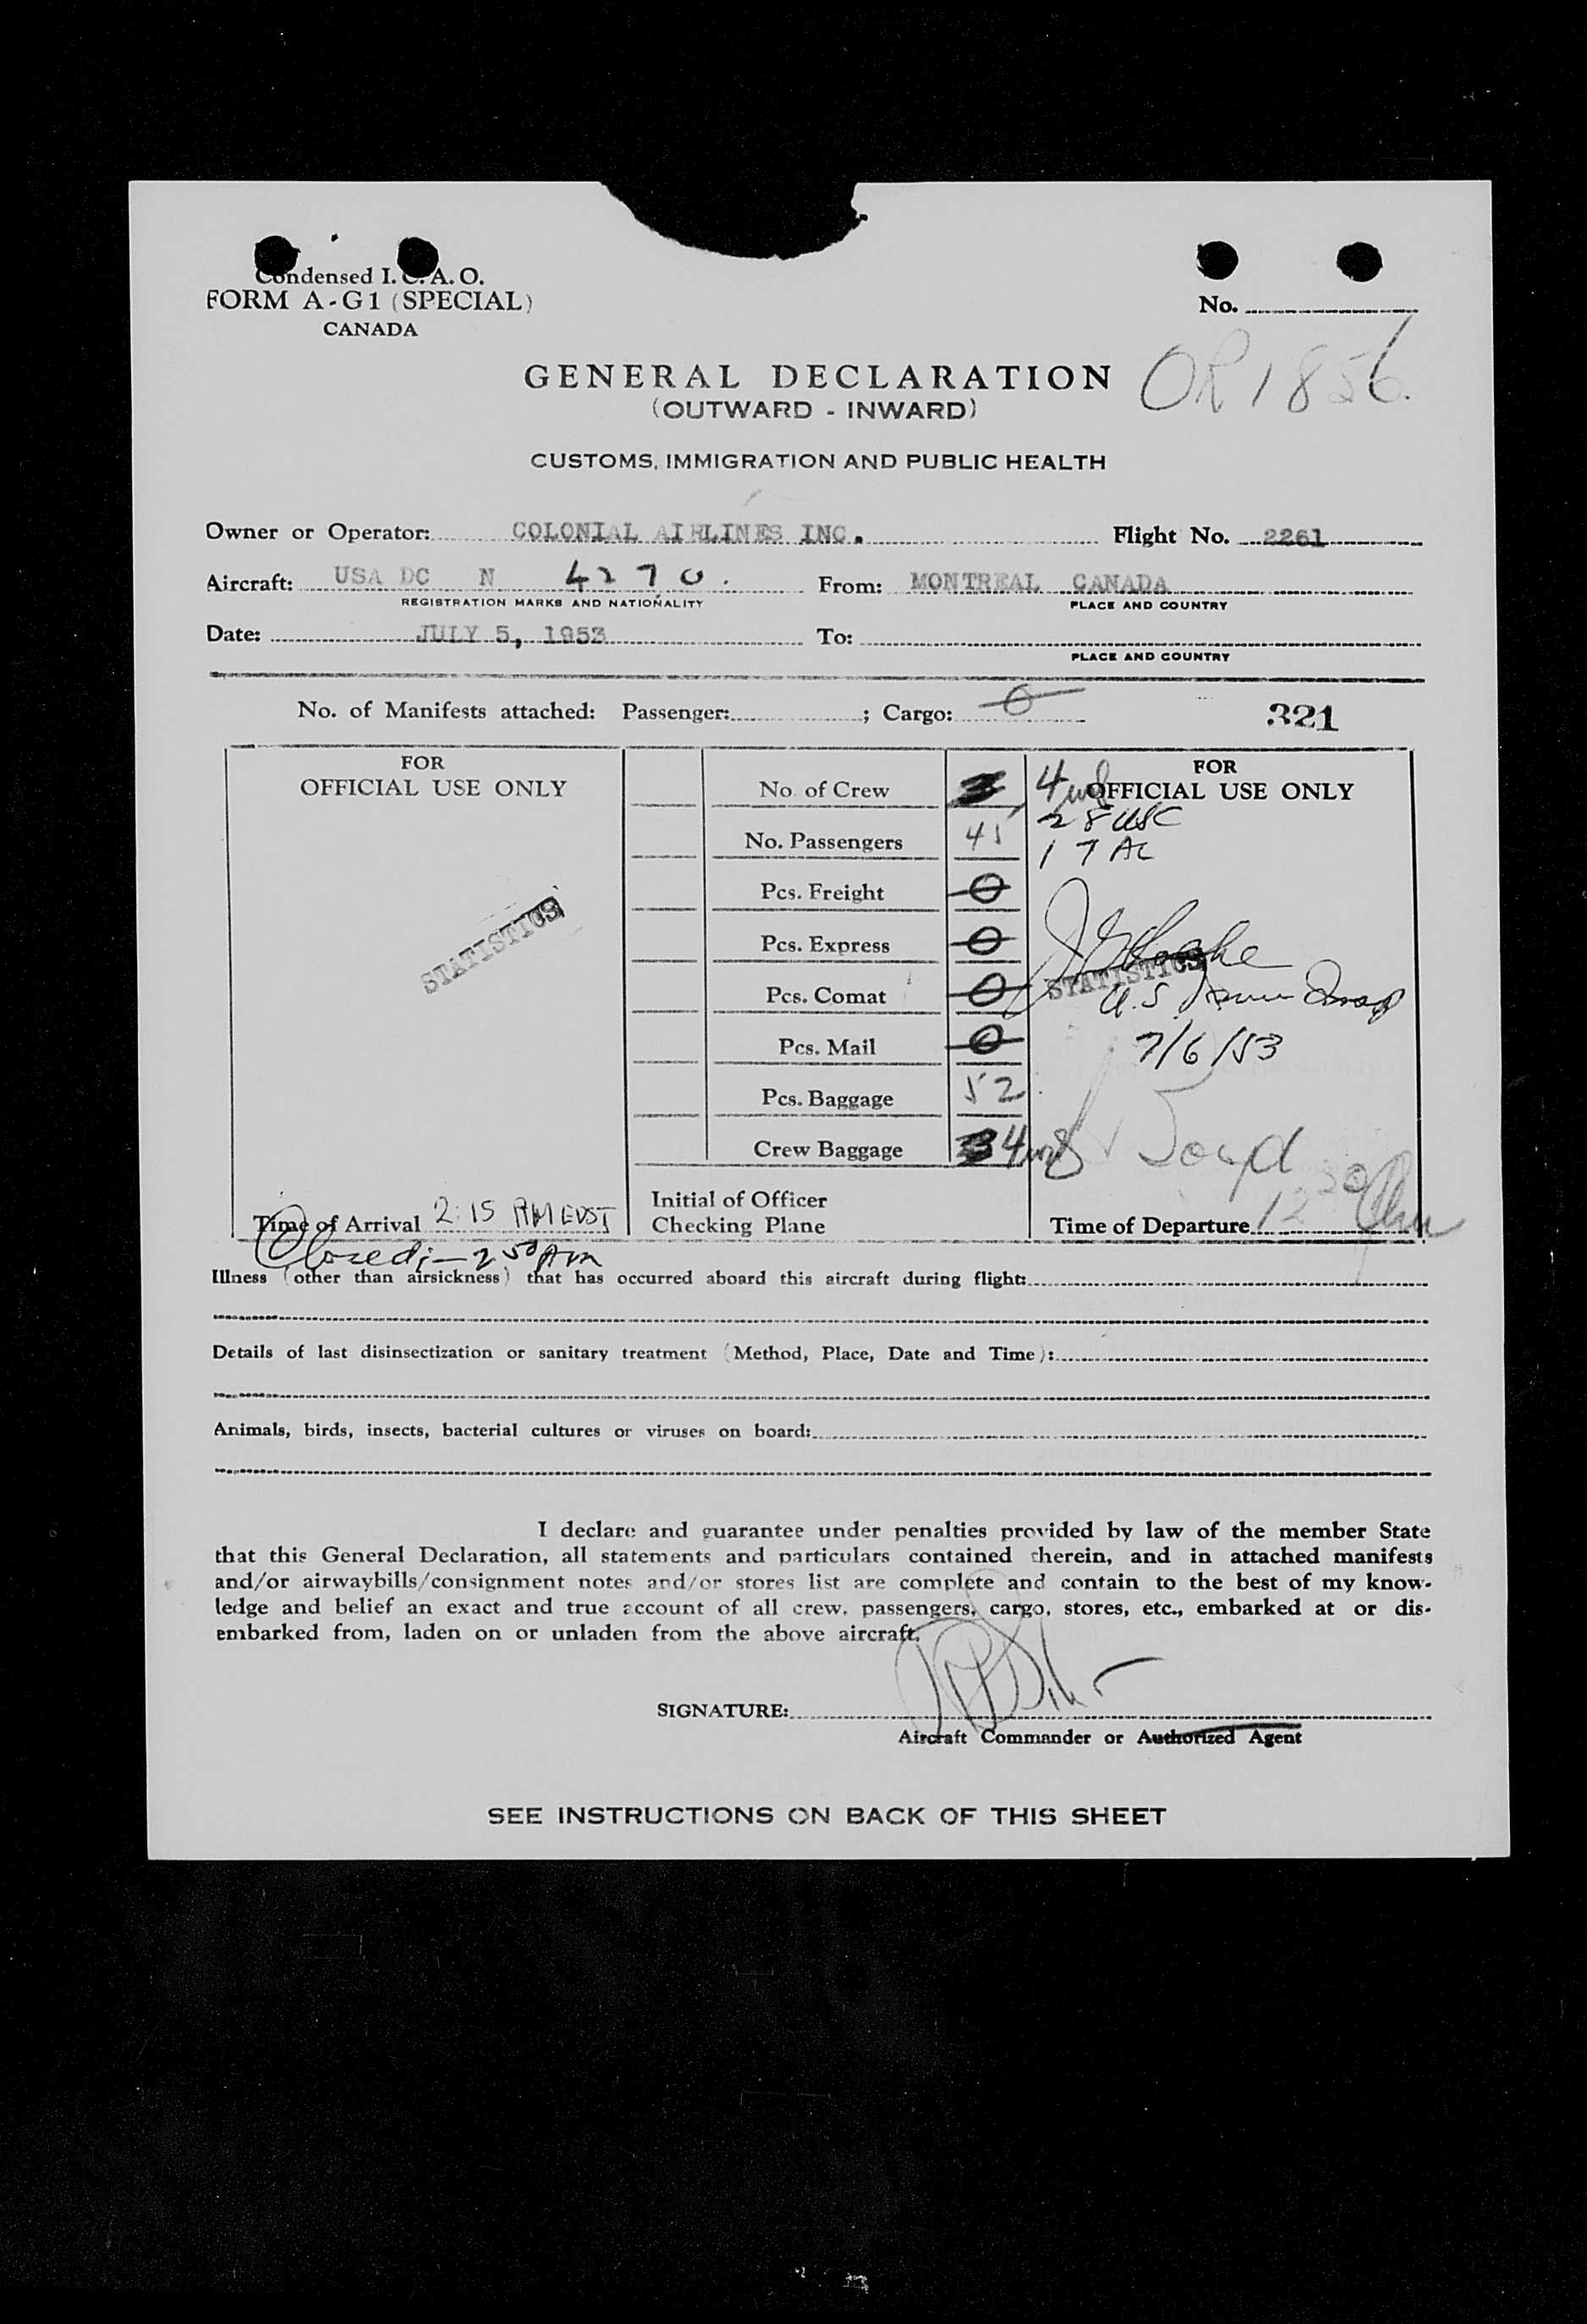 Condensed I.C.A.O.
FORM A-G1 (SPECIAL)
CANADA
No.
OR 1856.
GENERAL DECLARATION
(OUTWARD - INWARD)
CUSTOMS, IMMIGRATION AND PUBLIC HEALTH
Owner or Operator: COLONIAL AIRLINES INC. Flight No. 2261
Aircraft: USA DC N 4270. From: MONTREAL CANADA
REGISTRATION MARKS AND NATIONALITY PLACE AND COUNTRY
Date: JULY 5, 1953 To:
PLACE AND COUNTRY
No. of Manifests attached: Passenger: ; Cargo: 0
321
FOR
OFFICIAL USE ONLY
STATISTICS
Time of Arrival 2:15 AM EDST
Closed:- 2 50 AM
No. of Crew 3 4
No. Passengers 45
Pcs. Freight 0
Pcs. Express 0
Pcs. Comat 0
Pcs. Mail 0
Pcs. Baggage 52
Crew Baggage 3 4
Initial of Officer
Checking Plane
FOR
OFFICIAL USE ONLY
28 USC
17 AL
STATISTICS
U.S.
7/6/53
Time of Departure 12 30
Illness (other than airsickness) that has occurred aboard this aircraft during flight:
Details of last disinsectization or sanitary treatment (Method, Place, Date and Time):
Animals, birds, insects, bacterial cultures or viruses on board:
I declare and guarantee under penalties provided by law of the member State
that this General Declaration, all statements and particulars contained therein, and in attached manifests
and/or airwaybills/consignment notes and/or stores list are complete and contain to the best of my know-
ledge and belief an exact and true account of all crew, passengers, cargo, stores, etc., embarked at or dis-
embarked from, laden on or unladen from the above aircraft.
SIGNATURE:
Aircraft Commander or Authorized Agent
SEE INSTRUCTIONS ON BACK OF THIS SHEET